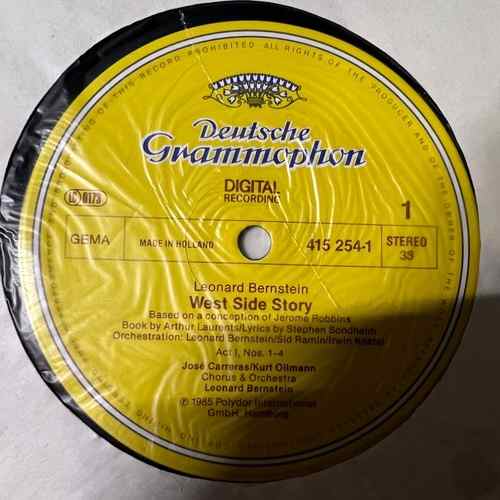 THIS RECORD PROHIBITED · ALL RIGHTS OF THE PRODUCER AND OF THE OWNER OF THE
Deutsche
Grammophon
DIGITAL
RECORDING
LC 0173
1
GEMA
MADE IN HOLLAND
415 254-1
STEREO
33
Leonard Bernstein
West Side Story
Based on a conception of Jerome Robbins
Book by Arthur Laurents/Lyrics by Stephen Sondheim
Orchestration: Leonard Bernstein/Sid Ramin/Irwin Kostal
Act I, Nos. 1-4
José Carreras/Kurt Ollmann
Chorus & Orchestra
Leonard Bernstein
℗ 1985 Polydor International
GmbH, Hamburg